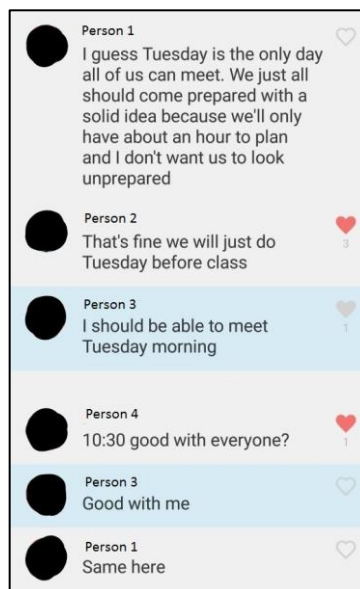 Person 1
I guess Tuesday is the only day
all of us can meet. We just all
should come prepared with a
solid idea because we'll only
have about an hour to plan
and I don't want us to look
unprepared
Person 2
That's fine we will just do
Tuesday before class
3
Person 3
I should be able to meet
Tuesday morning
1
Person 4
10:30 good with everyone?
1
Person 3
Good with me
Person 1
Same here